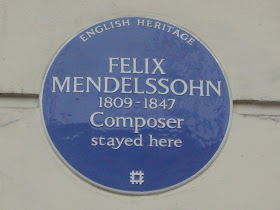 ENGLISH HERITAGE
FELIX
MENDELSSOHN
1809-1847
Composer
stayed here